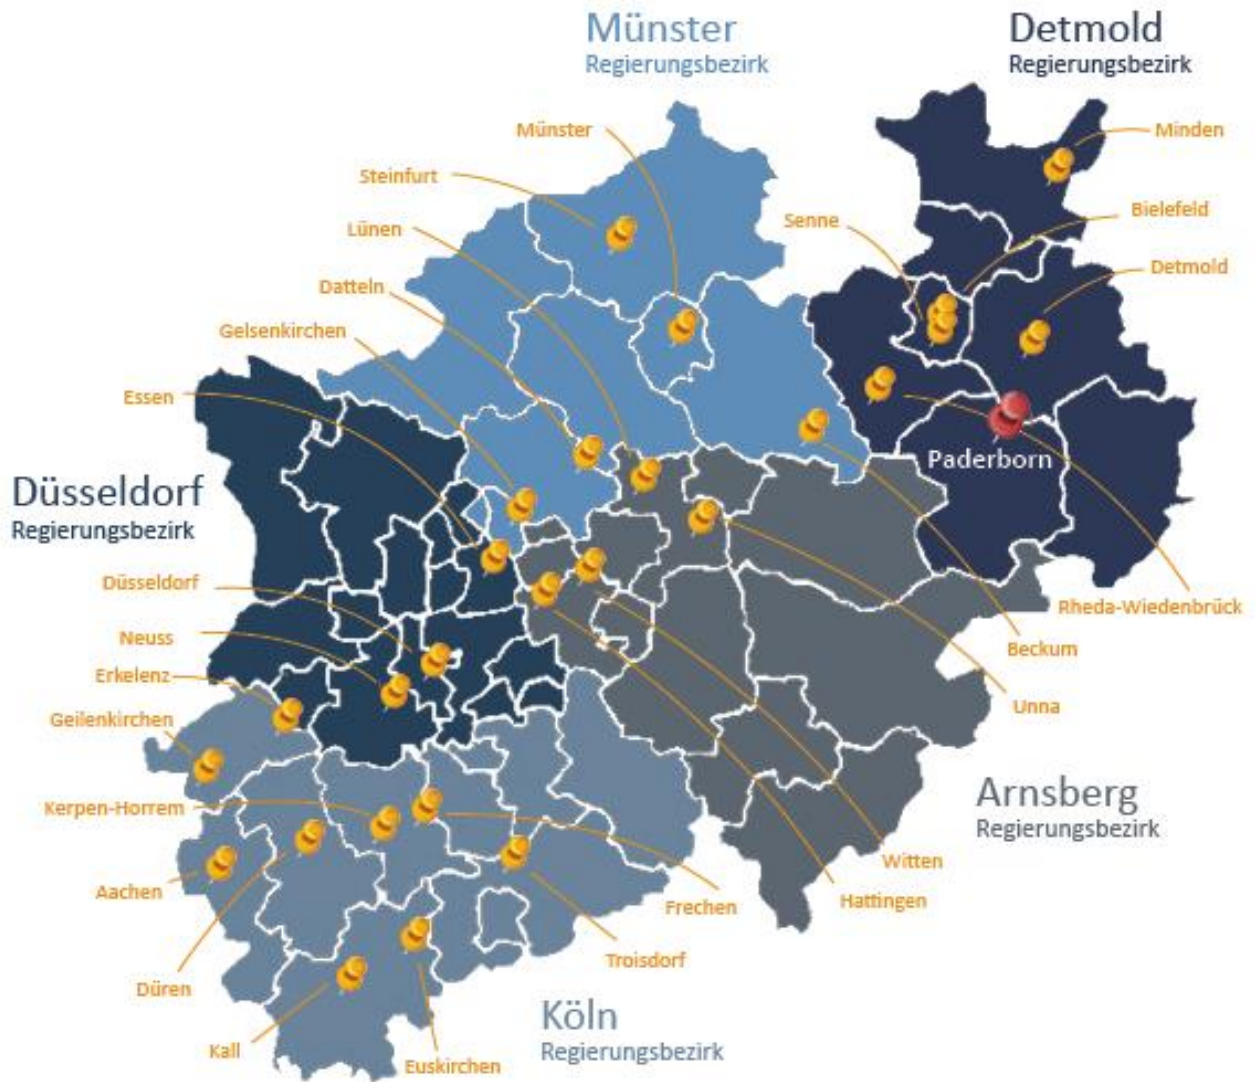 Münster
Regierungsbezirk
Detmold
Regierungsbezirk
Münster
Minden
Steinfurt
Bielefeld
Senne
Lünen
Detmold
Datteln
Gelsenkirchen
Essen
Paderborn
Düsseldorf
Regierungsbezirk
Düsseldorf
Rheda-Wiedenbrück
Neuss
Beckum
Erkelenz
Unna
Geilenkirchen
Arnsberg
Regierungsbezirk
Kerpen-Horrem
Witten
Aachen
Hattingen
Frechen
Troisdorf
Düren
Köln
Regierungsbezirk
Kall
Euskirchen